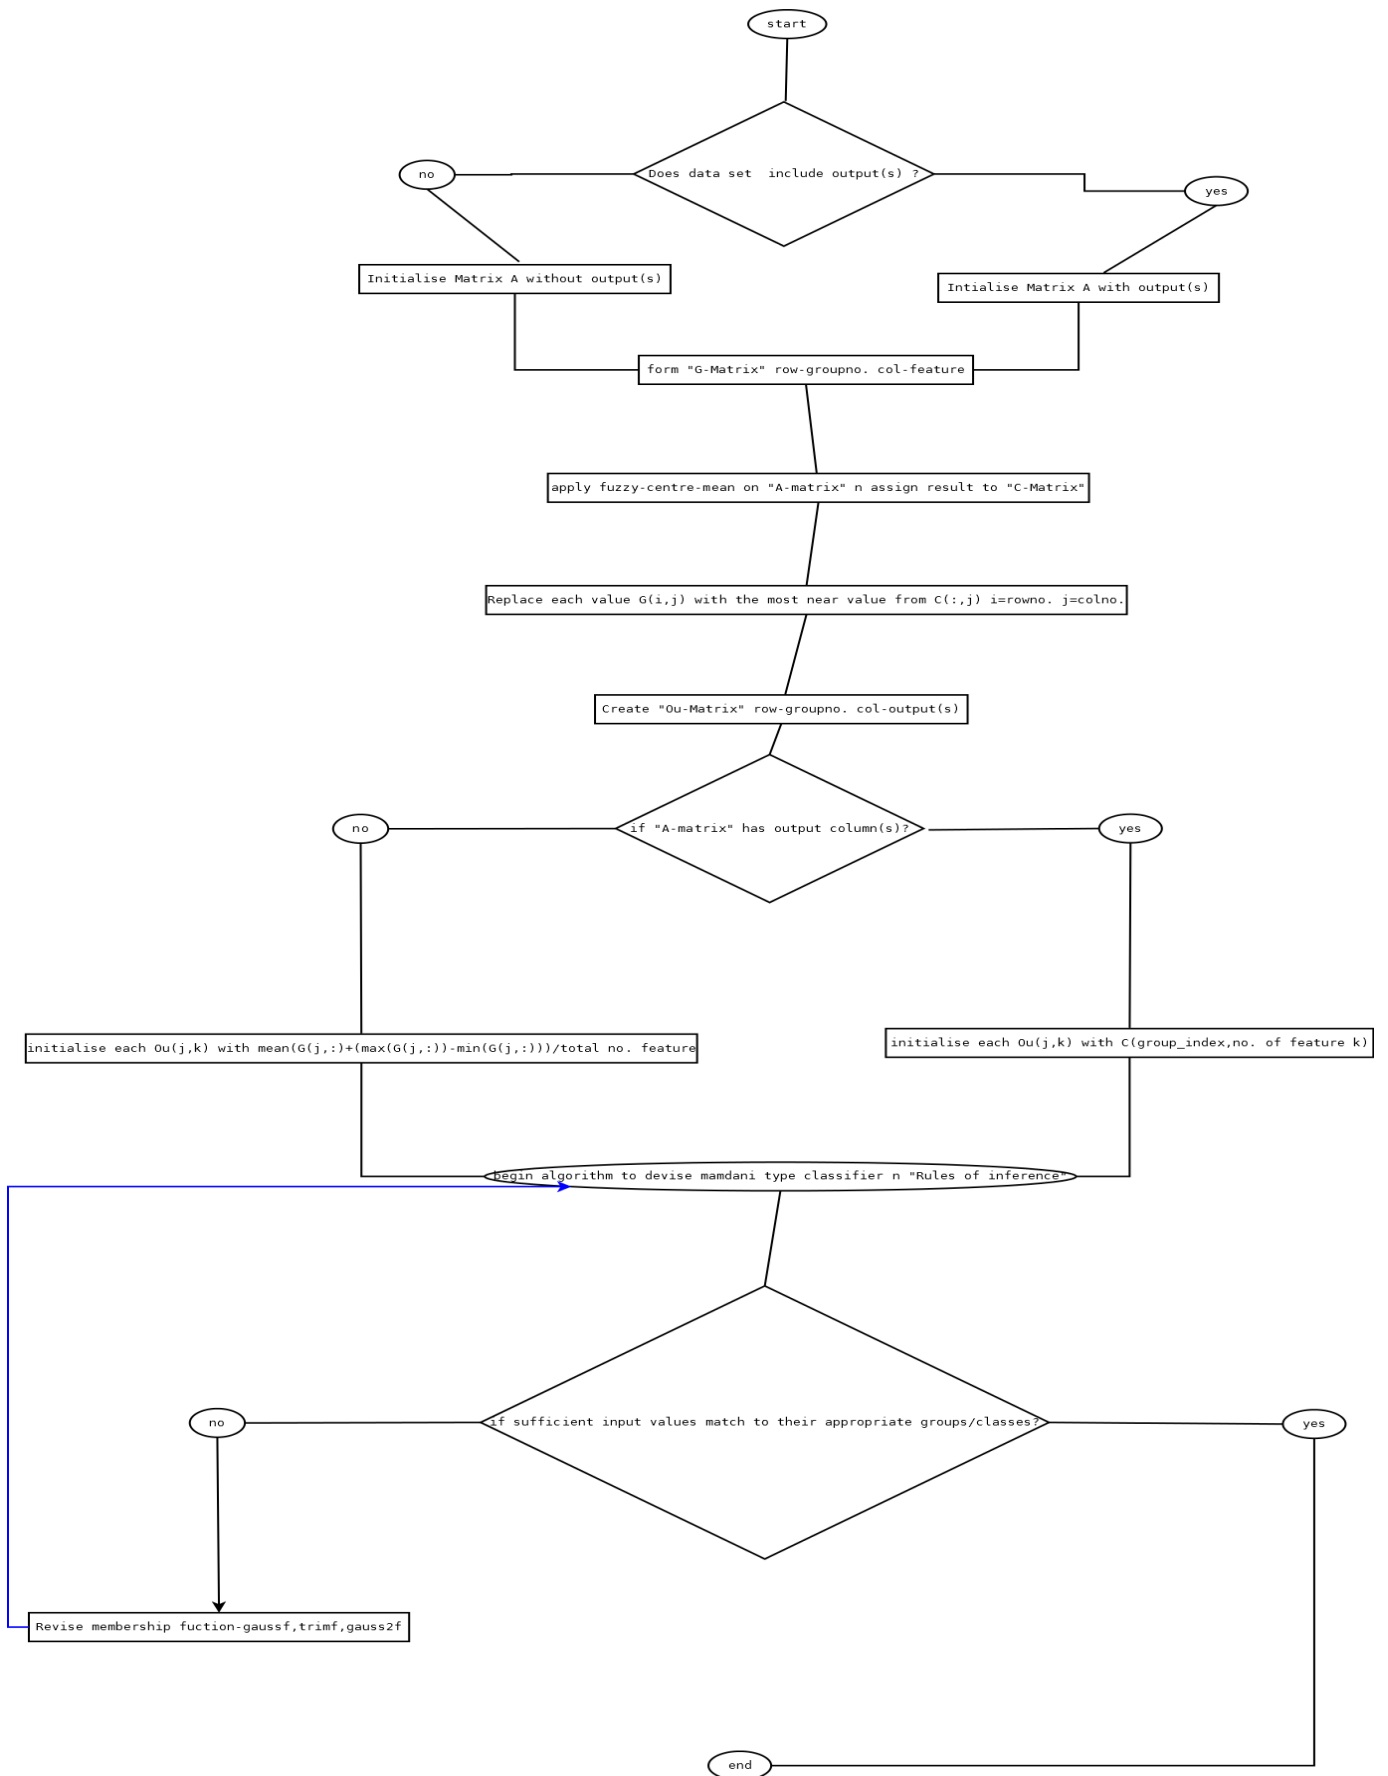 start
Does data set  include output(s) ?
no
yes
Initialise Matrix A without output(s)
Intialise Matrix A with output(s)
form "G-Matrix" row-groupno. col-feature
apply fuzzy-centre-mean on "A-matrix" n assign result to "C-Matrix"
Replace each value G(i,j) with the most near value from C(:,j) i=rowno. j=colno.
Create "Ou-Matrix" row-groupno. col-output(s)
if "A-matrix" has output column(s)?
no
yes
initialise each Ou(j,k) with mean(G(j,:)+(max(G(j,:))-min(G(j,:)))/total no. feature
initialise each Ou(j,k) with C(group_index,no. of feature k)
begin algorithm to devise mamdani type classifier n "Rules of inference"
if sufficient input values match to their appropriate groups/classes?
no
yes
Revise membership fuction-gaussf,trimf,gauss2f
end